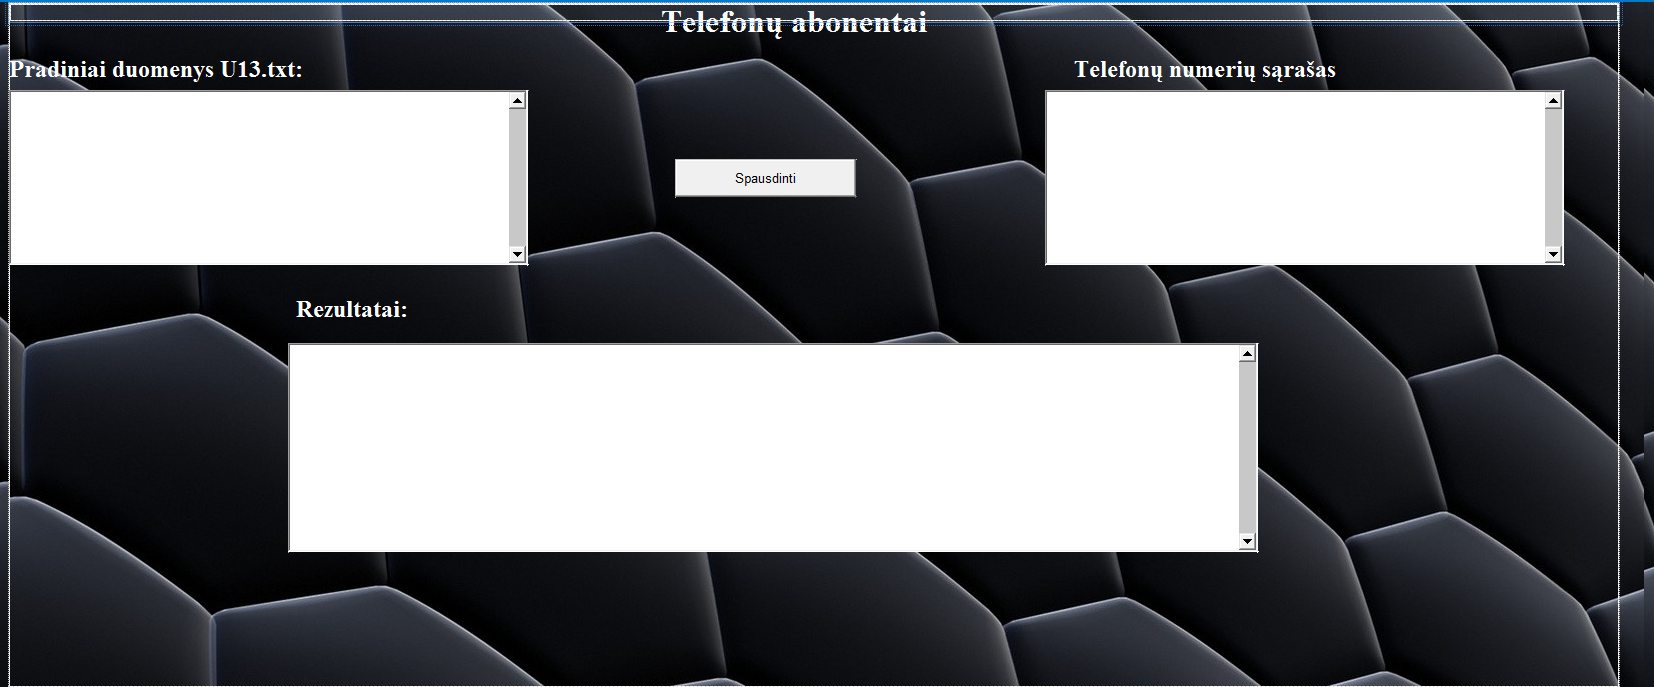 Telefonų abonentai
Pradiniai duomenys U13.txt:
Telefonų numerių sąrašas
Spausdinti
Rezultatai: